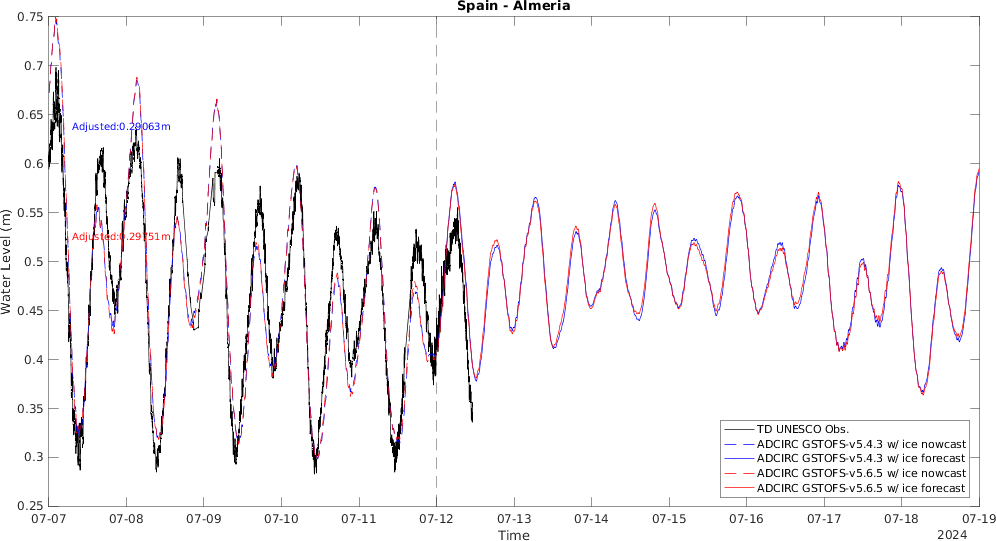 Spain - Almeria
0.75
0.7
0.65
0.6
0.55
0.5
0.45
0.4
0.35
0.3
0.25
Water Level (m)
Adjusted:0.29063m
Adjusted:0.29751m
TD UNESCO Obs.
ADCIRC GSTOFS-v5.4.3 w/ ice nowcast
ADCIRC GSTOFS-v5.4.3 w/ ice forecast
ADCIRC GSTOFS-v5.6.5 w/ ice nowcast
ADCIRC GSTOFS-v5.6.5 w/ ice forecast
07-07 07-08 07-09 07-10 07-11 07-12 07-13 07-14 07-15 07-16 07-17 07-18 07-19
Time
2024